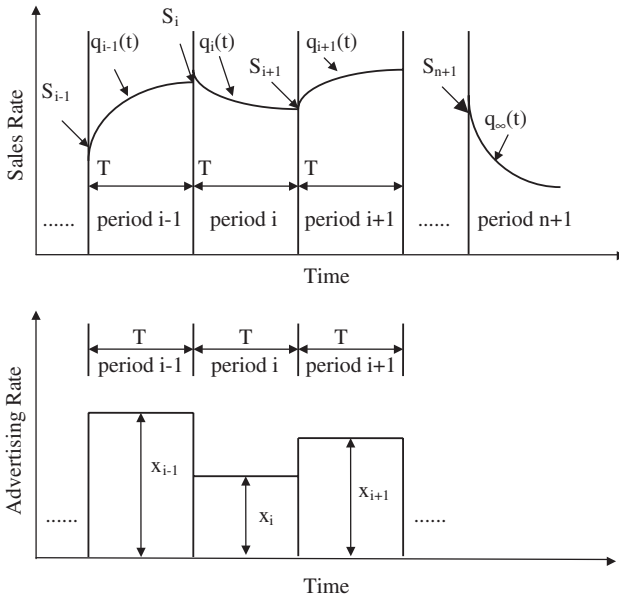 S_i
q_{i-1}(t) q_i(t) S_{i+1} q_{i+1}(t)
S_{n+1}
S_{i-1}
q_∞(t)
Sales Rate
T T T
...... period i-1 period i period i+1 ...... period n+1
Time
T T T
period i-1 period i period i+1
Advertising Rate
x_{i-1} x_i x_{i+1}
...... ......
Time